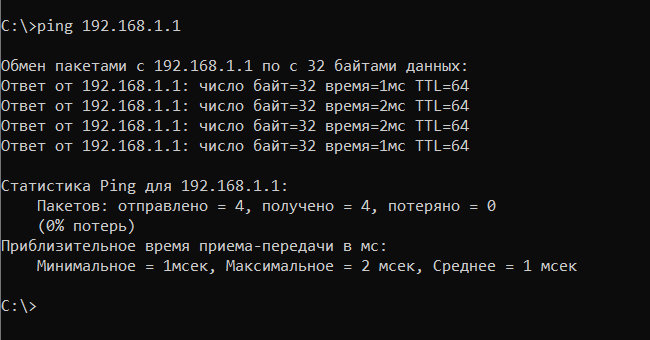 C:\>ping 192.168.1.1
Обмен пакетами с 192.168.1.1 по с 32 байтами данных:
Ответ от 192.168.1.1: число байт=32 время=1мс TTL=64
Ответ от 192.168.1.1: число байт=32 время=2мс TTL=64
Ответ от 192.168.1.1: число байт=32 время=2мс TTL=64
Ответ от 192.168.1.1: число байт=32 время=1мс TTL=64
Статистика Ping для 192.168.1.1:
Пакетов: отправлено = 4, получено = 4, потеряно = 0
(0% потерь)
Приблизительное время приема-передачи в мс:
Минимальное = 1мсек, Максимальное = 2 мсек, Среднее = 1 мсек
C:\>